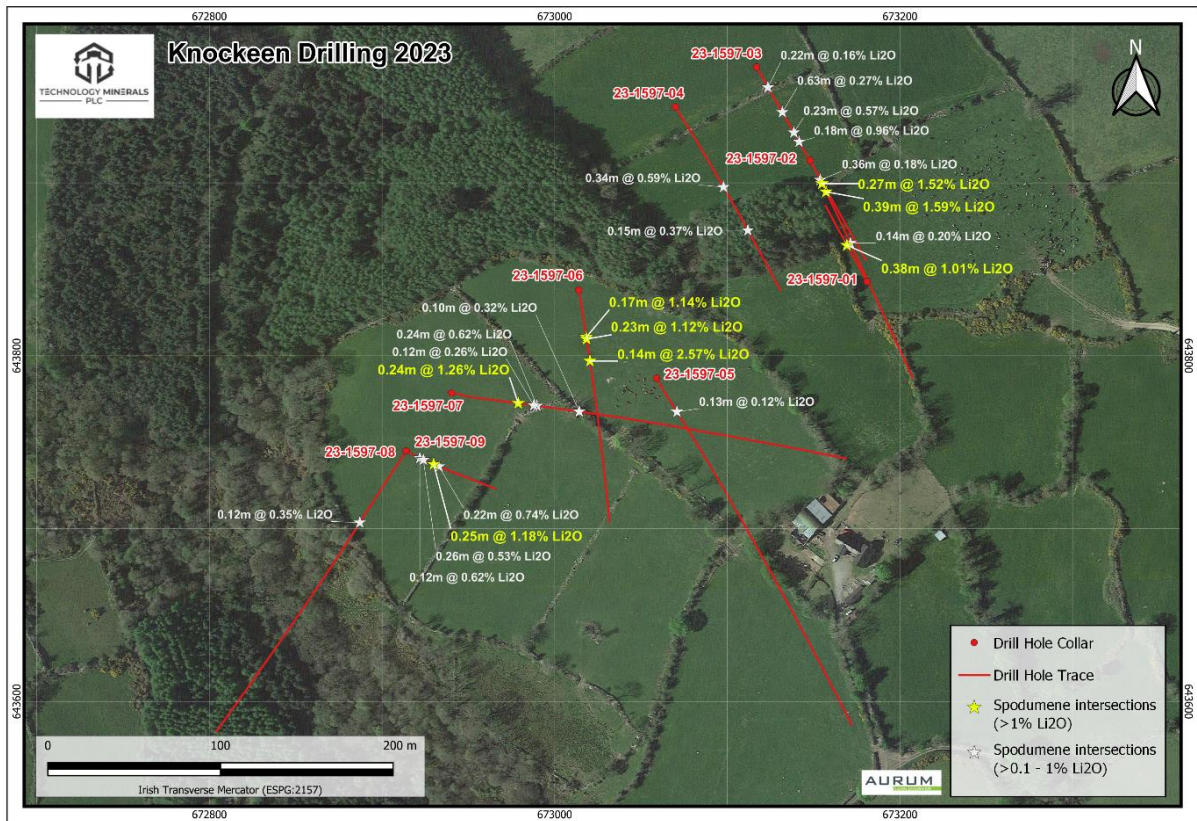 672800
673000
673200
TECHNOLOGY MINERALS
PLC
Knockeen Drilling 2023
N
23-1597-03
0.22m @ 0.16% Li2O
0.63m @ 0.27% Li2O
23-1597-04
0.23m @ 0.57% Li2O
0.18m @ 0.96% Li2O
23-1597-02
0.36m @ 0.18% Li2O
0.34m @ 0.59% Li2O
0.27m @ 1.52% Li2O
0.39m @ 1.59% Li2O
0.15m @ 0.37% Li2O
0.14m @ 0.20% Li2O
0.38m @ 1.01% Li2O
23-1597-06
23-1597-01
0.17m @ 1.14% Li2O
0.10m @ 0.32% Li2O
0.23m @ 1.12% Li2O
0.24m @ 0.62% Li2O
0.12m @ 0.26% Li2O
0.14m @ 2.57% Li2O
643800
643800
0.24m @ 1.26% Li2O
23-1597-05
23-1597-07
0.13m @ 0.12% Li2O
23-1597-09
23-1597-08
0.12m @ 0.35% Li2O
0.22m @ 0.74% Li2O
0.25m @ 1.18% Li2O
0.26m @ 0.53% Li2O
0.12m @ 0.62% Li2O
Drill Hole Collar
Drill Hole Trace
Spodumene intersections
(>1% Li2O)
Spodumene intersections
(>0.1 - 1% Li2O)
643600
643600
0
100
200 m
Irish Transverse Mercator (ESPG:2157)
AURUM
672800
673000
673200